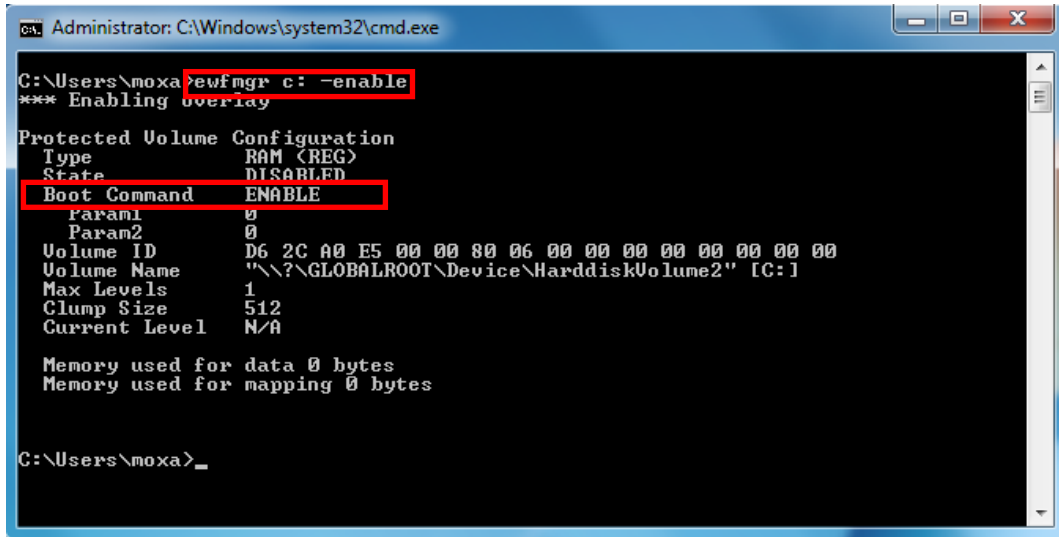 Administrator: C:\Windows\system32\cmd.exe
C:\Users\moxa>ewfmgr c: -enable
*** Enabling overlay
Protected Volume Configuration
Type RAM (REG)
State DISABLED
Boot Command ENABLE
Param1 0
Param2 0
Volume ID D6 2C A0 E5 00 00 80 06 00 00 00 00 00 00 00 00
Volume Name "\\?\GLOBALROOT\Device\HarddiskVolume2" [C:]
Max Levels 1
Clump Size 512
Current Level N/A
Memory used for data 0 bytes
Memory used for mapping 0 bytes
C:\Users\moxa>_